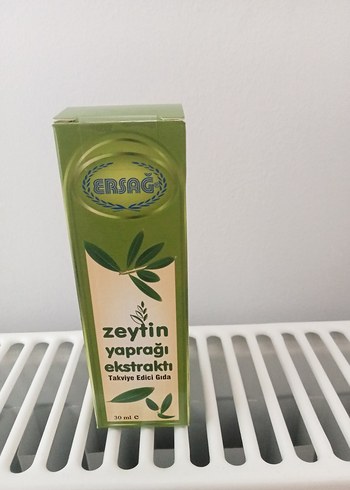 ERSAĞ
zeytin
yaprağı
ekstraktı
Takviye Edici Gıda
30 ml ℮